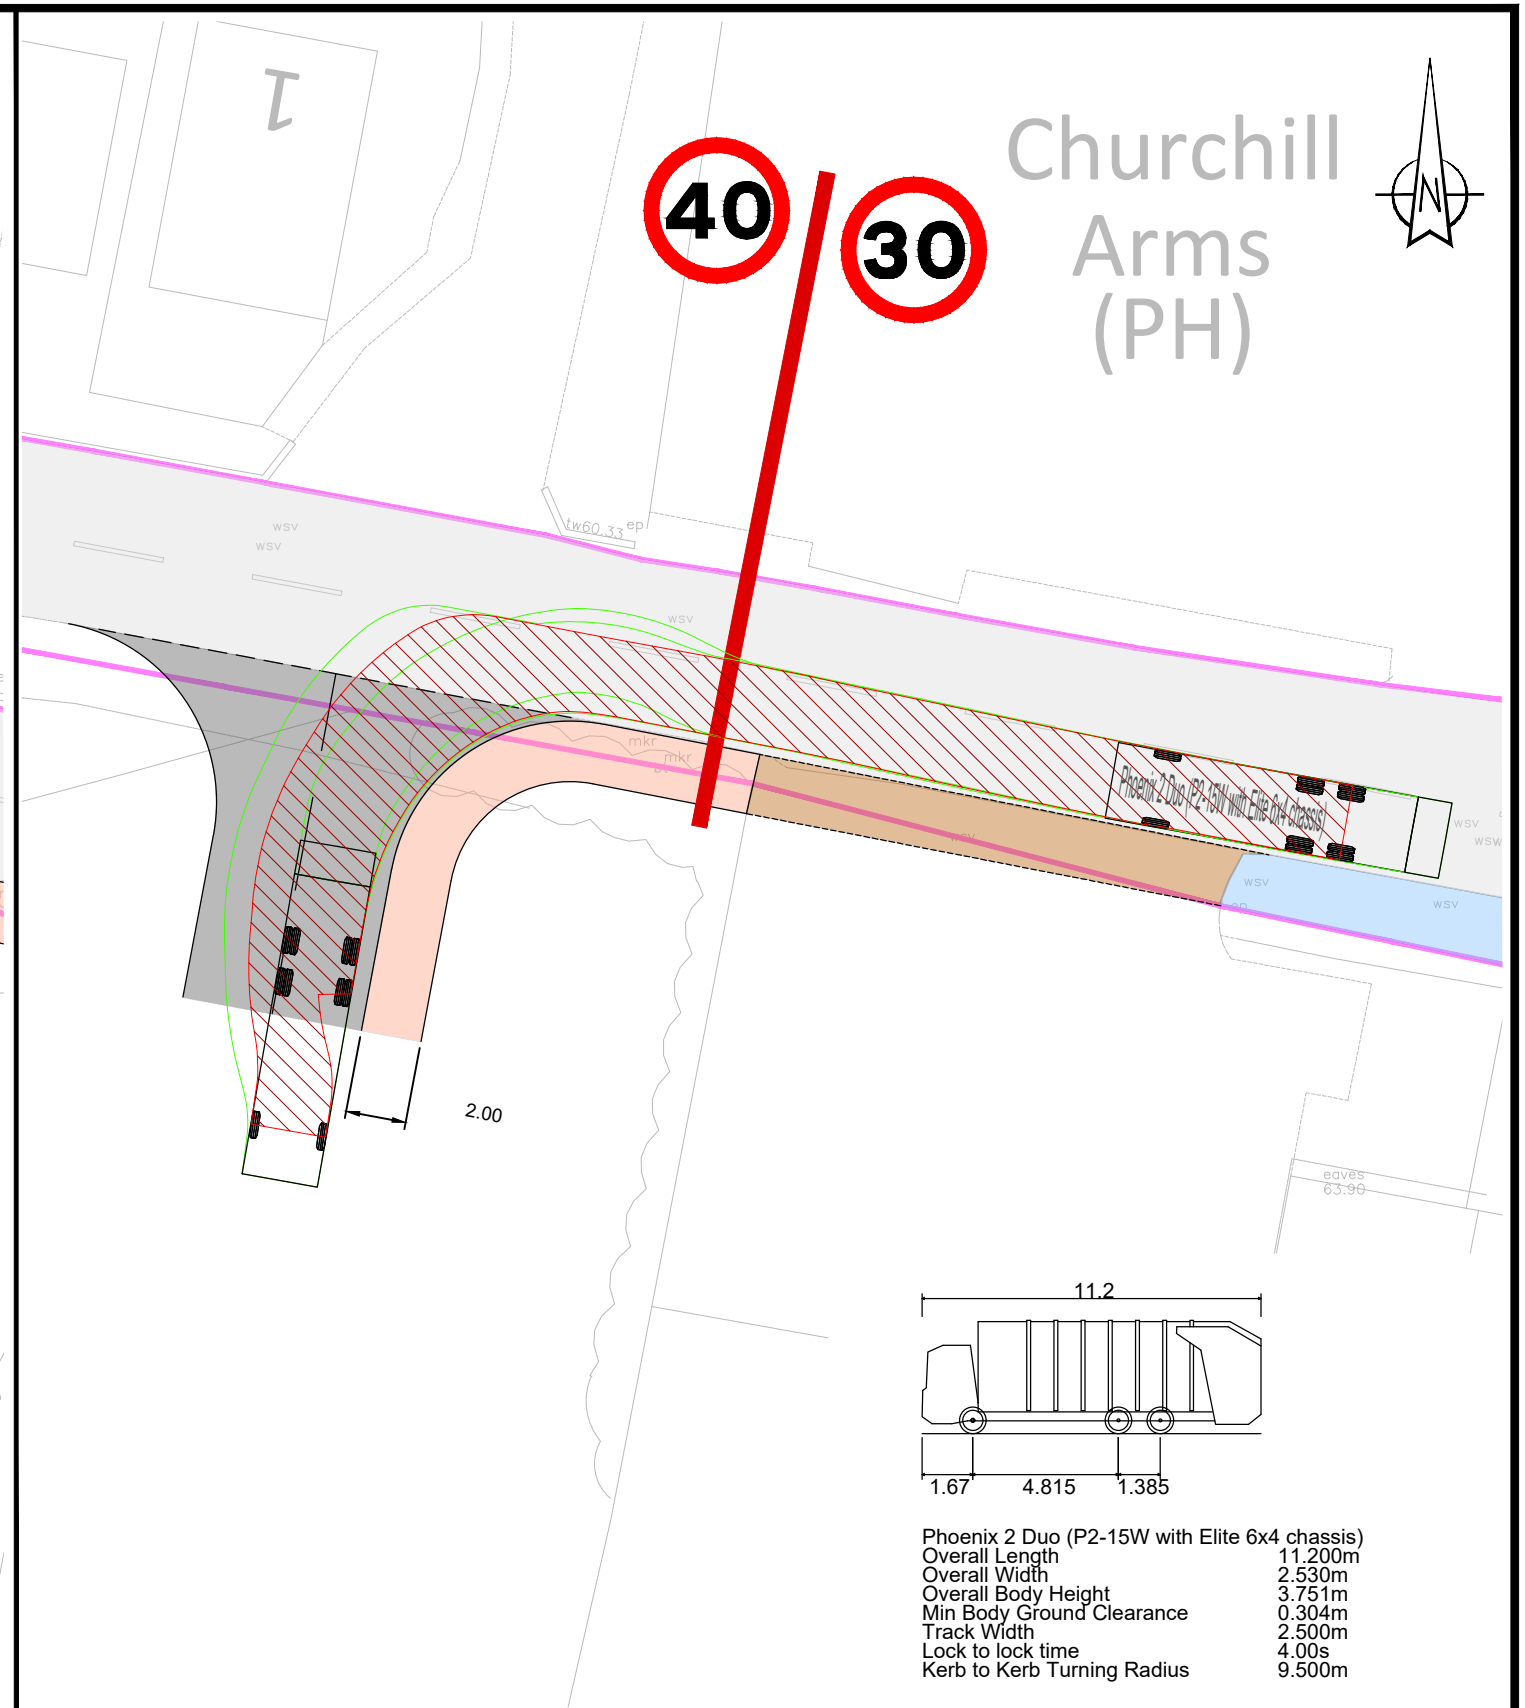 1
Churchill
Arms
(PH)
N
40
30
tw60.33
ep
wsv
wsv
wsv
mkr
mkr
wsv
Phoenix 2 Duo (P2-15W with Elite 6x4 chassis)
wsv
wsv
wsv
ep
wsv
2.00
eaves
63.90
11.2
1.67 4.815 1.385
Phoenix 2 Duo (P2-15W with Elite 6x4 chassis)
Overall Length 11.200m
Overall Width 2.530m
Overall Body Height 3.751m
Min Body Ground Clearance 0.304m
Track Width 2.500m
Lock to lock time 4.00s
Kerb to Kerb Turning Radius 9.500m